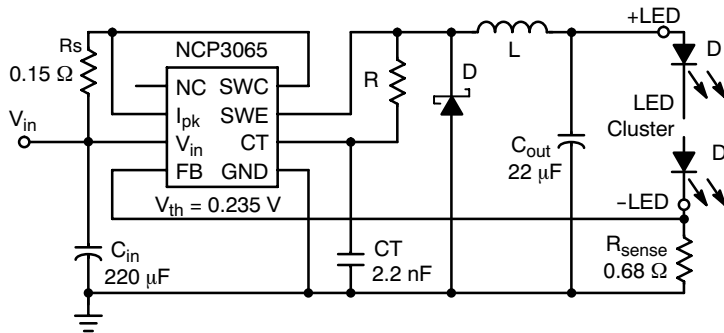 Rs
0.15 Ω
NCP3065
NC SWC
Ipk SWE
Vin CT
FB GND
Vth = 0.235 V
Vin
Cin
220 µF
R
CT
2.2 nF
D
L
Cout
22 µF
+LED
D
LED
Cluster
D
−LED
Rsense
0.68 Ω